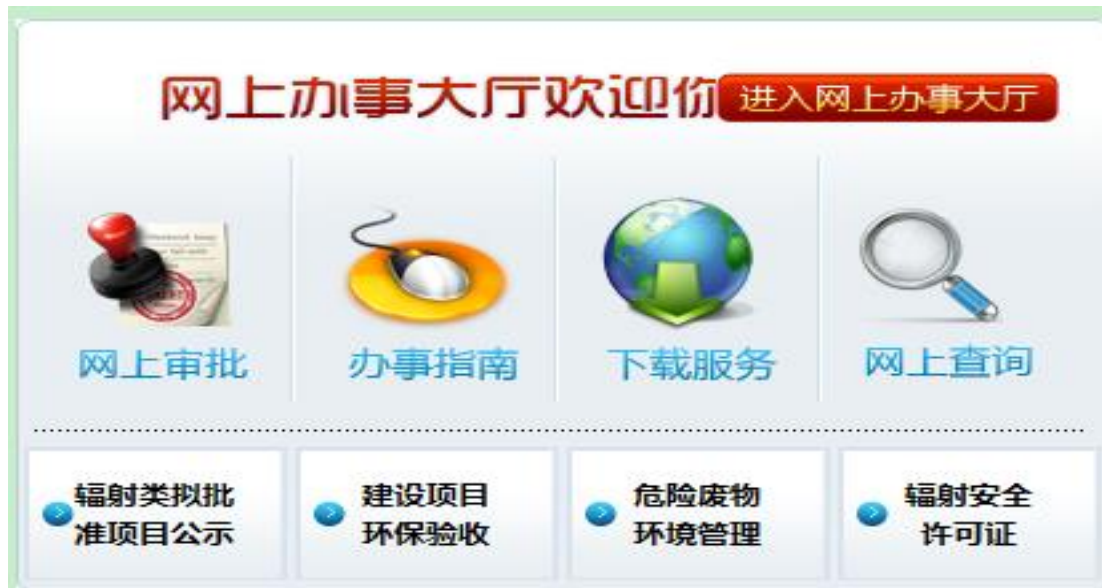 网上办事大厅欢迎你
进入网上办事大厅
网上审批
办事指南
下载服务
网上查询
辐射类拟批
准项目公示
建设项目
环保验收
危险废物
环境管理
辐射安全
许可证